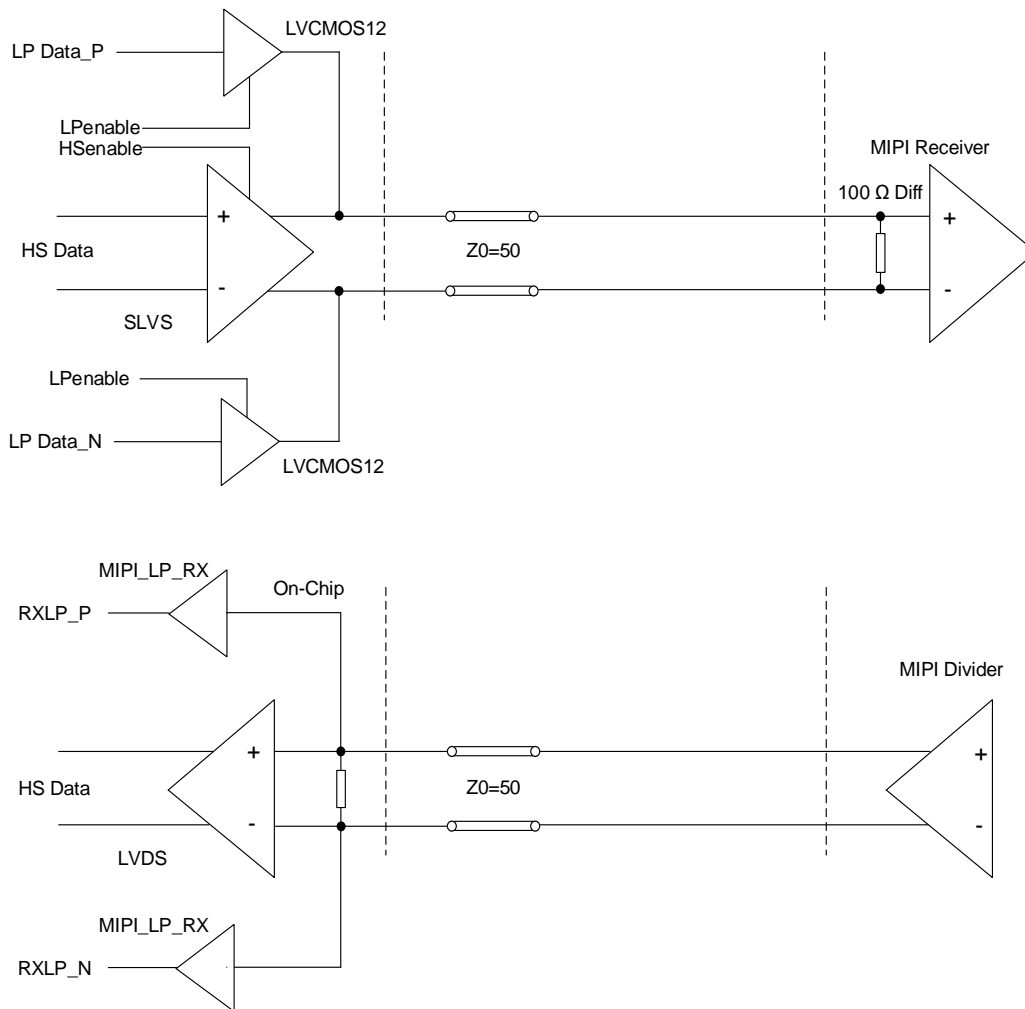 LVCMOS12
LP Data_P
LPenable
HSenable
MIPI Receiver
100 Ω Diff
+
+
HS Data
Z0=50
-
-
SLVS
LPenable
LP Data_N
LVCMOS12
MIPI_LP_RX
On-Chip
RXLP_P
MIPI Divider
+
+
HS Data
Z0=50
-
-
LVDS
MIPI_LP_RX
RXLP_N